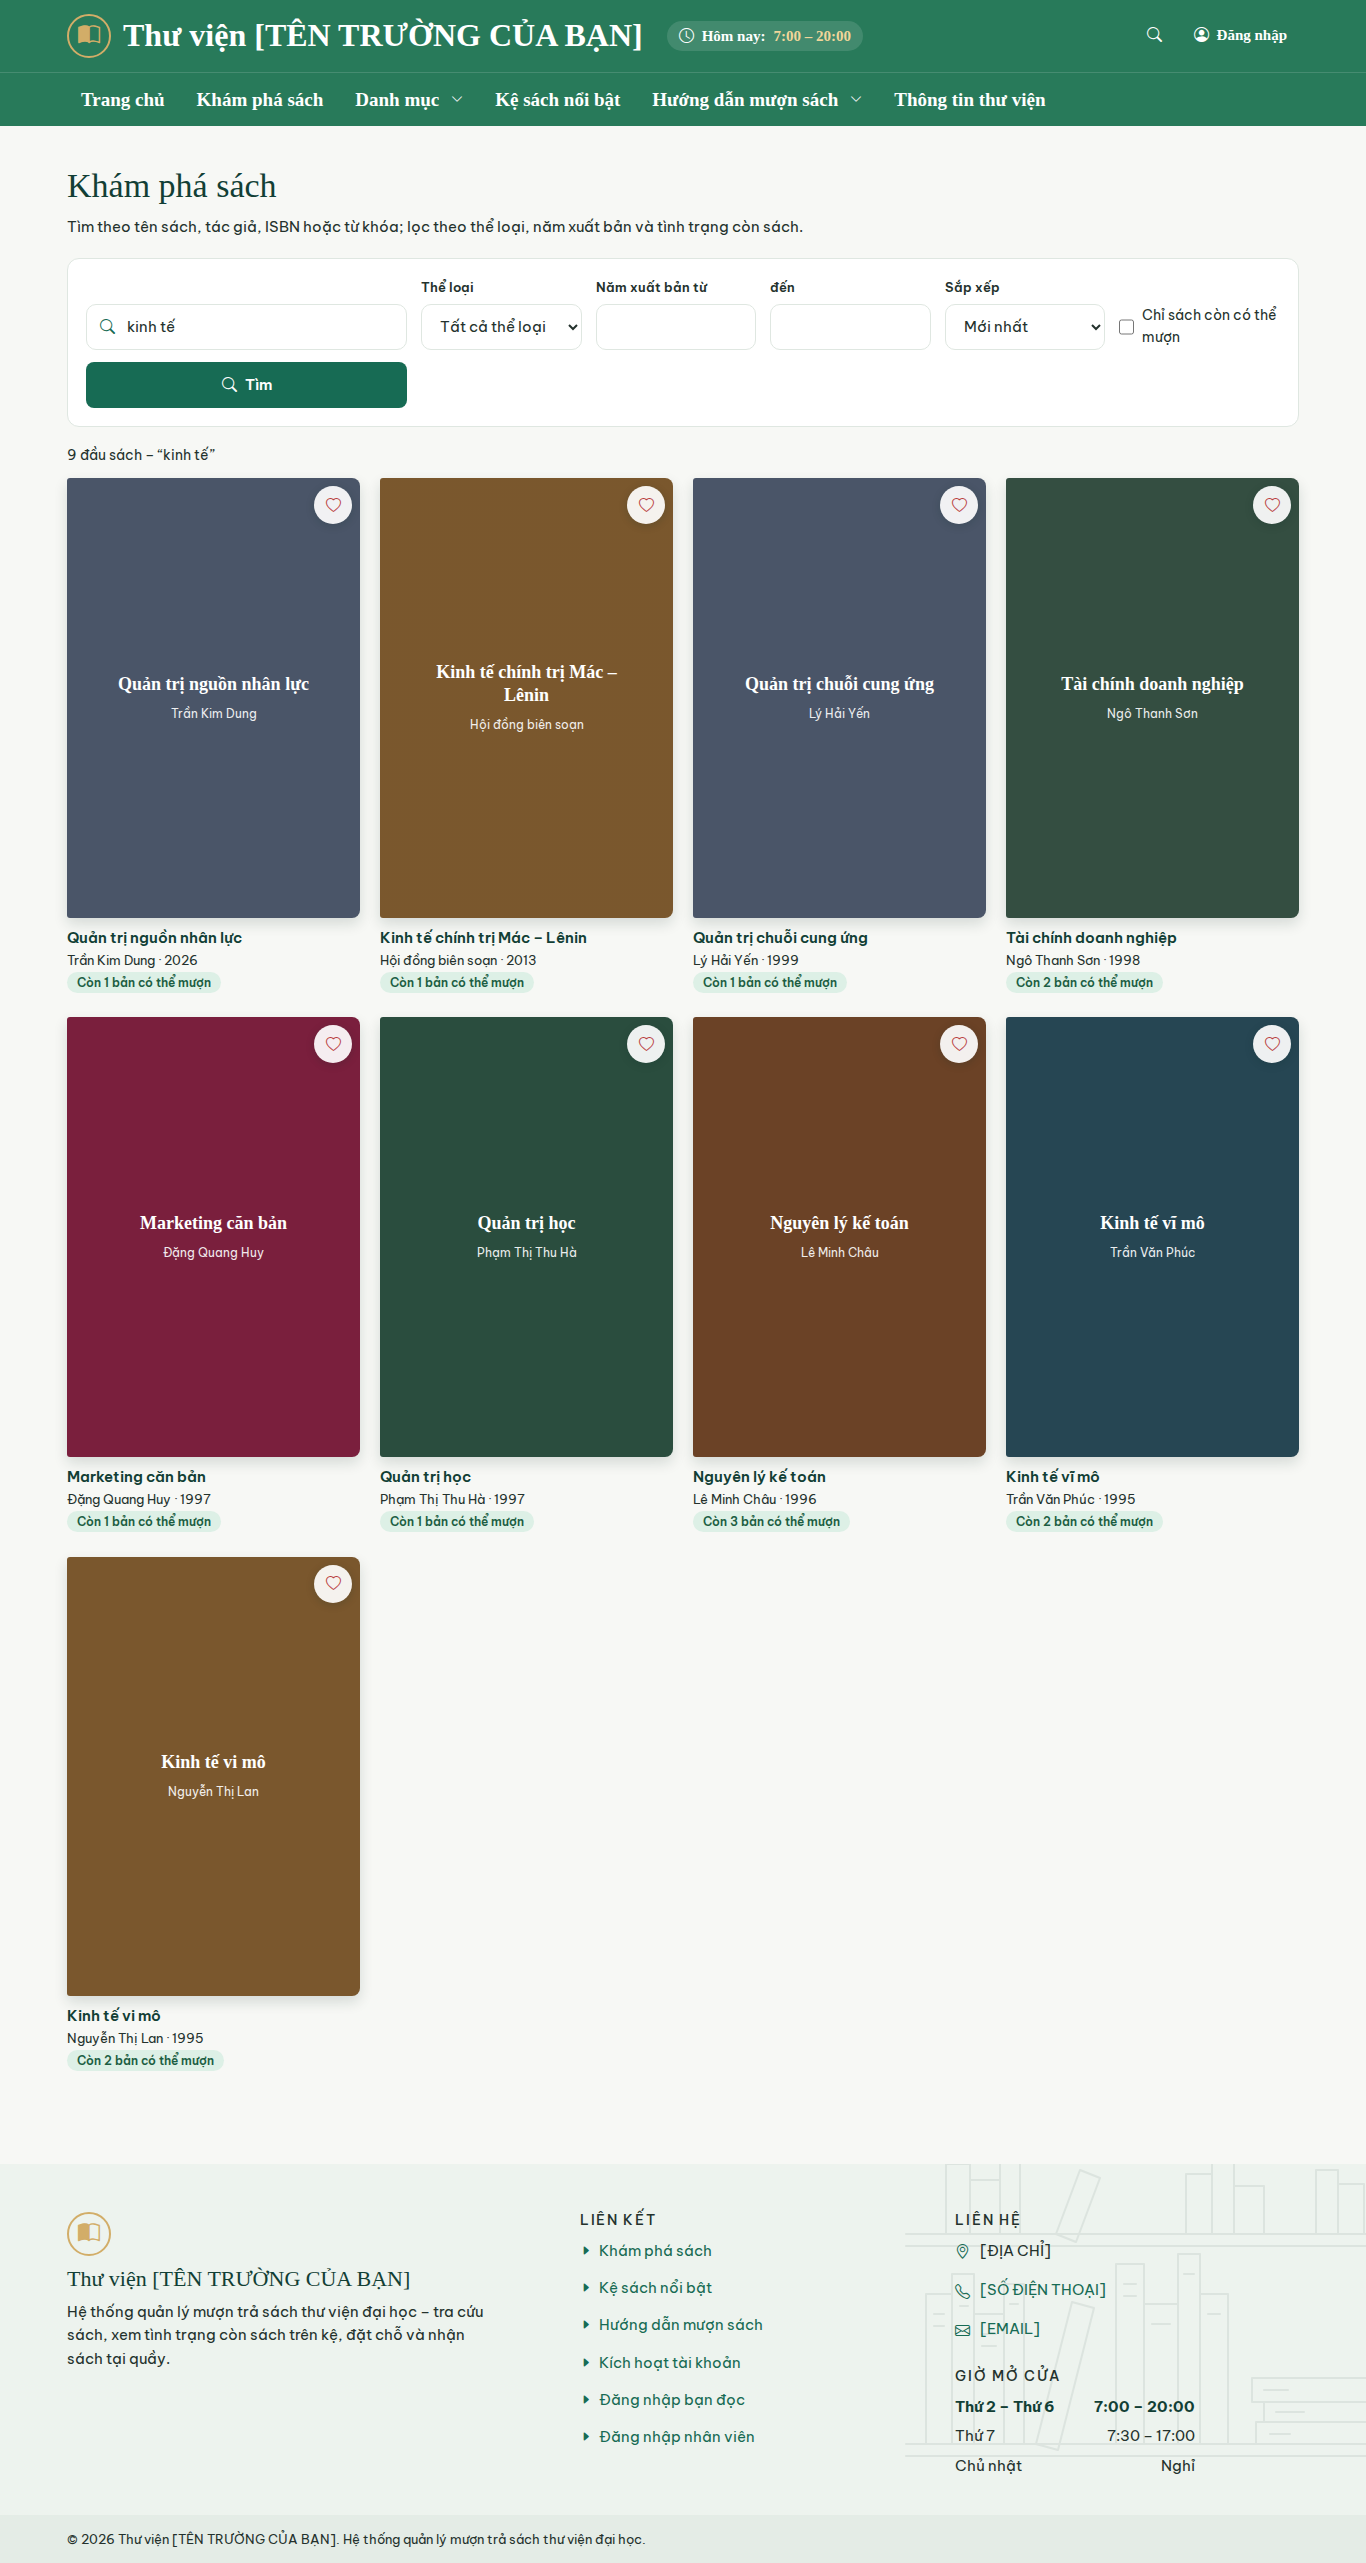 Thư viện [TÊN TRƯỜNG CỦA BẠN]
Hôm nay: 7:00 – 20:00
Đăng nhập
Trang chủ
Khám phá sách
Danh mục
Kệ sách nổi bật
Hướng dẫn mượn sách
Thông tin thư viện
Khám phá sách
Tìm theo tên sách, tác giả, ISBN hoặc từ khóa; lọc theo thể loại, năm xuất bản và tình trạng còn sách.
kinh tế
Thể loại
Tất cả thể loại
Năm xuất bản từ
đến
Sắp xếp
Mới nhất
Chỉ sách còn có thể
mượn
Tìm
9 đầu sách – “kinh tế”
Quản trị nguồn nhân lực
Trần Kim Dung
Quản trị nguồn nhân lực
Trần Kim Dung · 2026
Còn 1 bản có thể mượn
Kinh tế chính trị Mác –
Lênin
Hội đồng biên soạn
Kinh tế chính trị Mác – Lênin
Hội đồng biên soạn · 2013
Còn 1 bản có thể mượn
Quản trị chuỗi cung ứng
Lý Hải Yến
Quản trị chuỗi cung ứng
Lý Hải Yến · 1999
Còn 1 bản có thể mượn
Tài chính doanh nghiệp
Ngô Thanh Sơn
Tài chính doanh nghiệp
Ngô Thanh Sơn · 1998
Còn 2 bản có thể mượn
Marketing căn bản
Đặng Quang Huy
Marketing căn bản
Đặng Quang Huy · 1997
Còn 1 bản có thể mượn
Quản trị học
Phạm Thị Thu Hà
Quản trị học
Phạm Thị Thu Hà · 1997
Còn 1 bản có thể mượn
Nguyên lý kế toán
Lê Minh Châu
Nguyên lý kế toán
Lê Minh Châu · 1996
Còn 3 bản có thể mượn
Kinh tế vĩ mô
Trần Văn Phúc
Kinh tế vĩ mô
Trần Văn Phúc · 1995
Còn 2 bản có thể mượn
Kinh tế vi mô
Nguyễn Thị Lan
Kinh tế vi mô
Nguyễn Thị Lan · 1995
Còn 2 bản có thể mượn
Thư viện [TÊN TRƯỜNG CỦA BẠN]
Hệ thống quản lý mượn trả sách thư viện đại học – tra cứu
sách, xem tình trạng còn sách trên kệ, đặt chỗ và nhận
sách tại quầy.
LIÊN KẾT
Khám phá sách
Kệ sách nổi bật
Hướng dẫn mượn sách
Kích hoạt tài khoản
Đăng nhập bạn đọc
Đăng nhập nhân viên
LIÊN HỆ
[ĐỊA CHỈ]
[SỐ ĐIỆN THOẠI]
[EMAIL]
GIỜ MỞ CỬA
Thứ 2 – Thứ 6 7:00 – 20:00
Thứ 7 7:30 – 17:00
Chủ nhật Nghỉ
© 2026 Thư viện [TÊN TRƯỜNG CỦA BẠN]. Hệ thống quản lý mượn trả sách thư viện đại học.